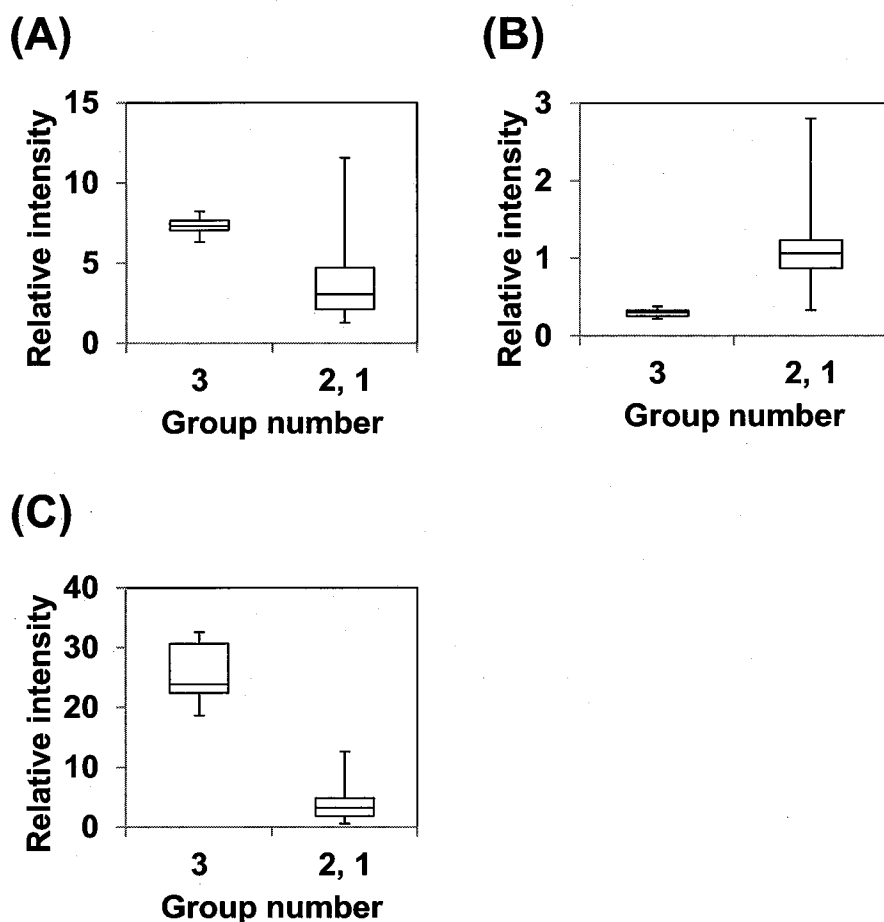 (A)
Relative intensity
15
10
5
0
3
2, 1
Group number
(B)
Relative intensity
3
2
1
0
3
2, 1
Group number
(C)
Relative intensity
40
30
20
10
0
3
2, 1
Group number